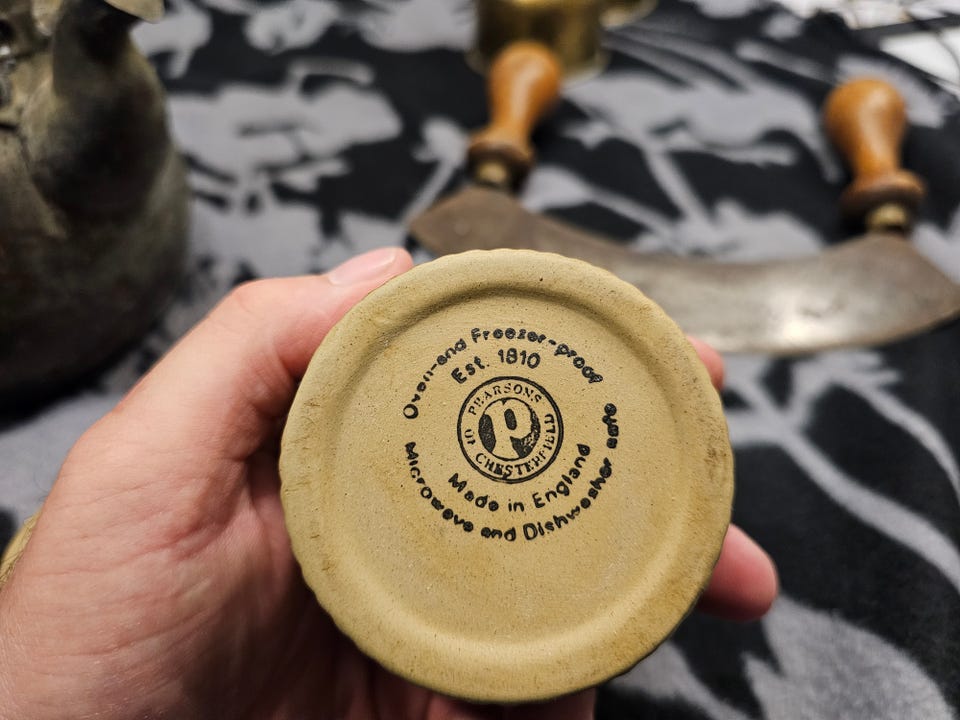 Oven-and Freezer-proof
Est. 1810
PEARSONS
P
OF CHESTERFIELD
Made in England
Microwave and Dishwasher safe